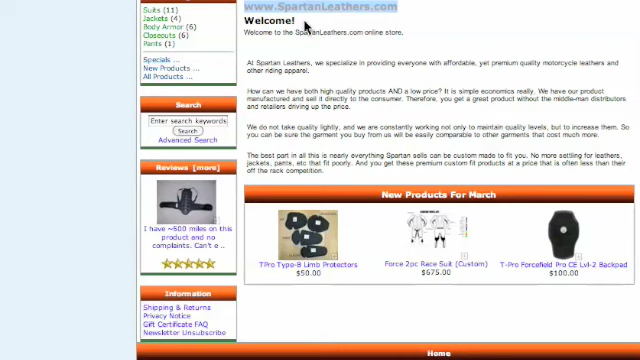 Suits (11)
Jackets (4)
Body Armor (6)
Closeouts (6)
Pants (1)
Specials ...
New Products ...
All Products ...
Search
Enter search keywords
Search
Advanced Search
Reviews [more]
I have ~500 miles on this
product and no
complaints. Can't e ..
Information
Shipping & Returns
Privacy Notice
Gift Certificate FAQ
Newsletter Unsubscribe
www.SpartanLeathers.com
Welcome!
Welcome to the SpartanLeathers.com online store.
At Spartan Leathers, we specialize in providing everyone with affordable, yet premium quality motorcycle leathers and
other riding apparel.
How can we have both high quality products AND a low price? It is simple economics really. We have our product
manufactured and sell it directly to the consumer. Therefore, you get a great product without the middle-man distributors
and retailers driving up the price.
We do not take quality lightly, and we are constantly working not only to maintain quality levels, but to increase them. So
you can be sure the garment you buy from us will be easily comparable to other garments that cost much more.
The best part in all this is nearly everything Spartan sells can be custom made to fit you. No more settling for leathers,
jackets, pants, etc that fit poorly. And you can get these premium custom fit products at a price that is often less than their
off the rack competition.
New Products For March
TPro Type-B Limb Protectors
$50.00
Force 2pc Race Suit (Custom)
$675.00
T-Pro Forcefield Pro CE Lvl-2 Backpad
$100.00
Home